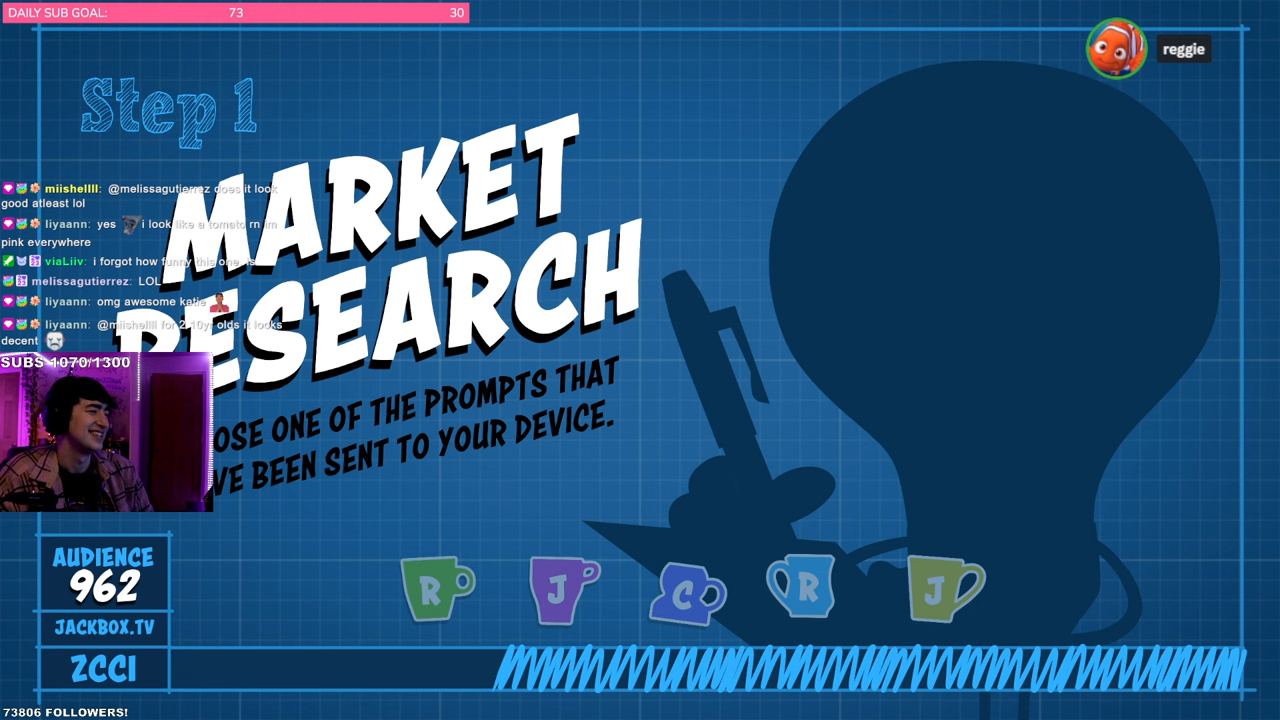 DAILY SUB GOAL: 73 30
reggie
Step 1
MARKET
RESEARCH
OSE ONE OF THE PROMPTS THAT
VE BEEN SENT TO YOUR DEVICE.
miishellll: @melissagutierrez does it look
good atleast lol
liyaann: yes i look like a tomato rn im
pink everywhere
viaLiiv: i forgot how funny this one is
melissagutierrez: LOL
liyaann: omg awesome katie
liyaann: @miishellll for 2 10yr olds it looks
decent
SUBS 1070/1300
AUDIENCE
962
JACKBOX.TV
ZCCI
R J C R J
73806 FOLLOWERS!